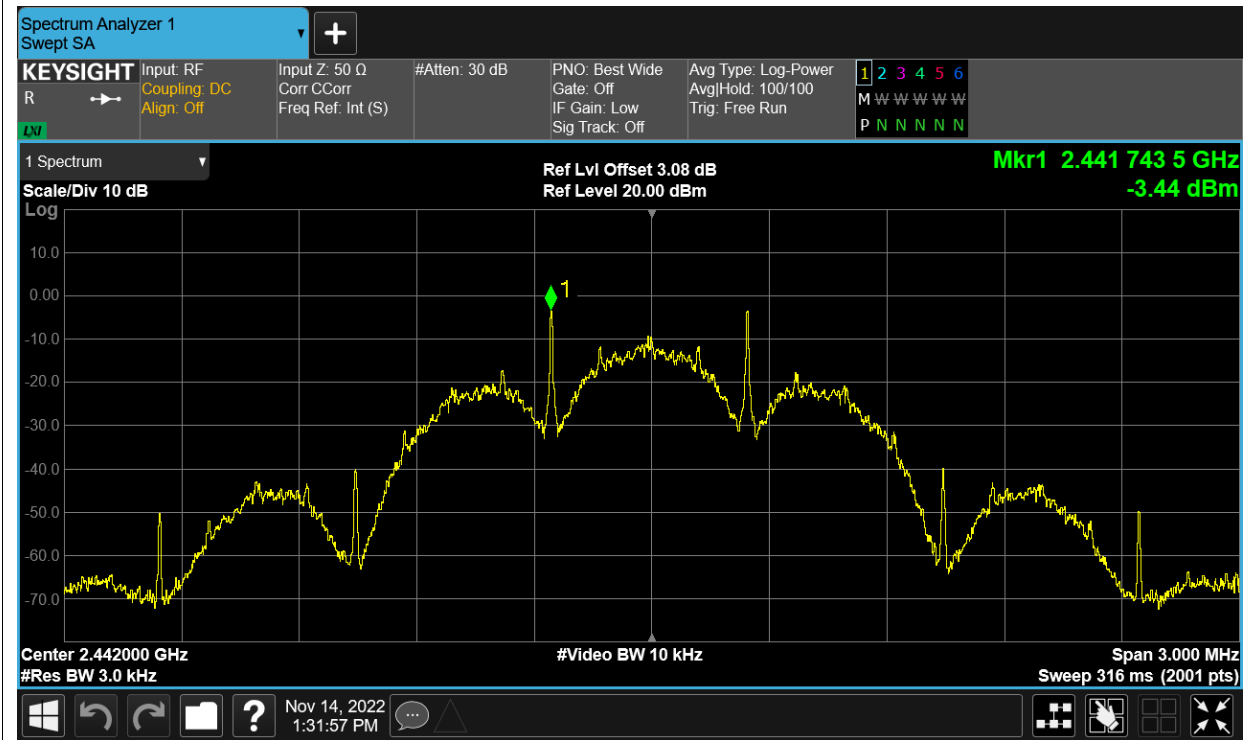 Spectrum Analyzer 1
Swept SA
KEYSIGHT
R
LXI
Input: RF
Coupling: DC
Align: Off
Input Z: 50 Ω
Corr CCorr
Freq Ref: Int (S)
#Atten: 30 dB
PNO: Best Wide
Gate: Off
IF Gain: Low
Sig Track: Off
Avg Type: Log-Power
Avg|Hold: 100/100
Trig: Free Run
1 2 3 4 5 6
M W W W W W
P N N N N N
1 Spectrum
Scale/Div 10 dB
Log
Ref Lvl Offset 3.08 dB
Ref Level 20.00 dBm
Mkr1 2.441 743 5 GHz
-3.44 dBm
10.0
0.00
-10.0
-20.0
-30.0
-40.0
-50.0
-60.0
-70.0
1
Center 2.442000 GHz
#Res BW 3.0 kHz
#Video BW 10 kHz
Span 3.000 MHz
Sweep 316 ms (2001 pts)
?
Nov 14, 2022
1:31:57 PM